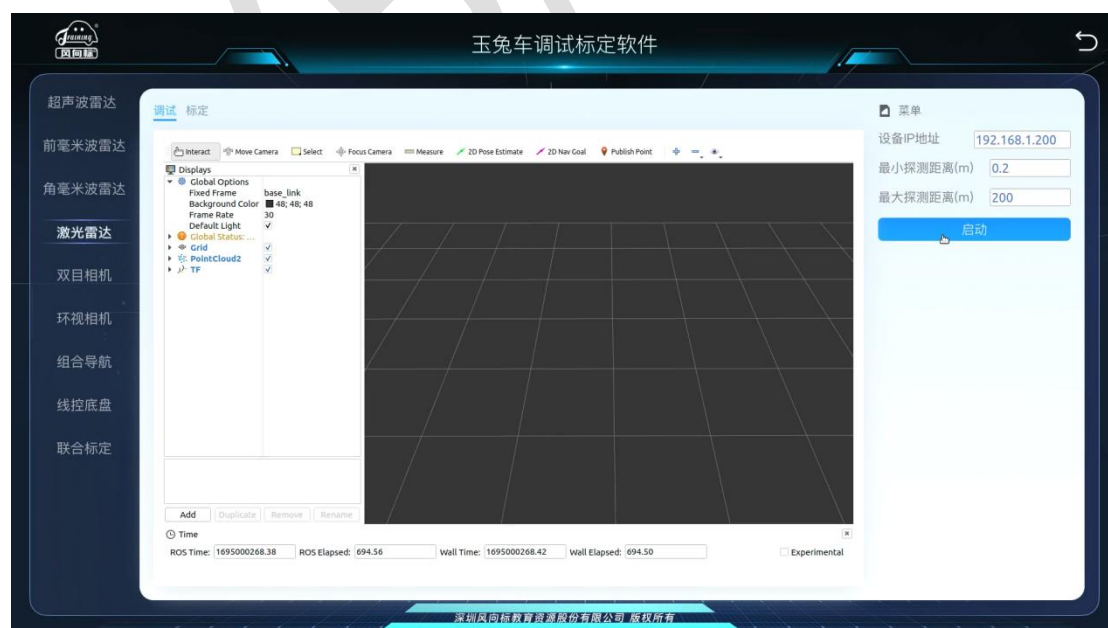 Training
风向标
玉兔车调试标定软件
超声波雷达
前毫米波雷达
角毫米波雷达
激光雷达
双目相机
环视相机
组合导航
线控底盘
联合标定
调试 标定
Interact Move Camera Select Focus Camera Measure 2D Pose Estimate 2D Nav Goal Publish Point
Displays
Global Options
Fixed Frame base_link
Background Color 48; 48; 48
Frame Rate 30
Default Light ✓
Global Status: ...
Grid ✓
PointCloud2 ✓
TF ✓
Add Duplicate Remove Rename
Time
ROS Time: 1695000268.38 ROS Elapsed: 694.56 Wall Time: 1695000268.42 Wall Elapsed: 694.50 Experimental
菜单
设备IP地址 192.168.1.200
最小探测距离(m) 0.2
最大探测距离(m) 200
启动
深圳风向标教育资源股份有限公司 版权所有